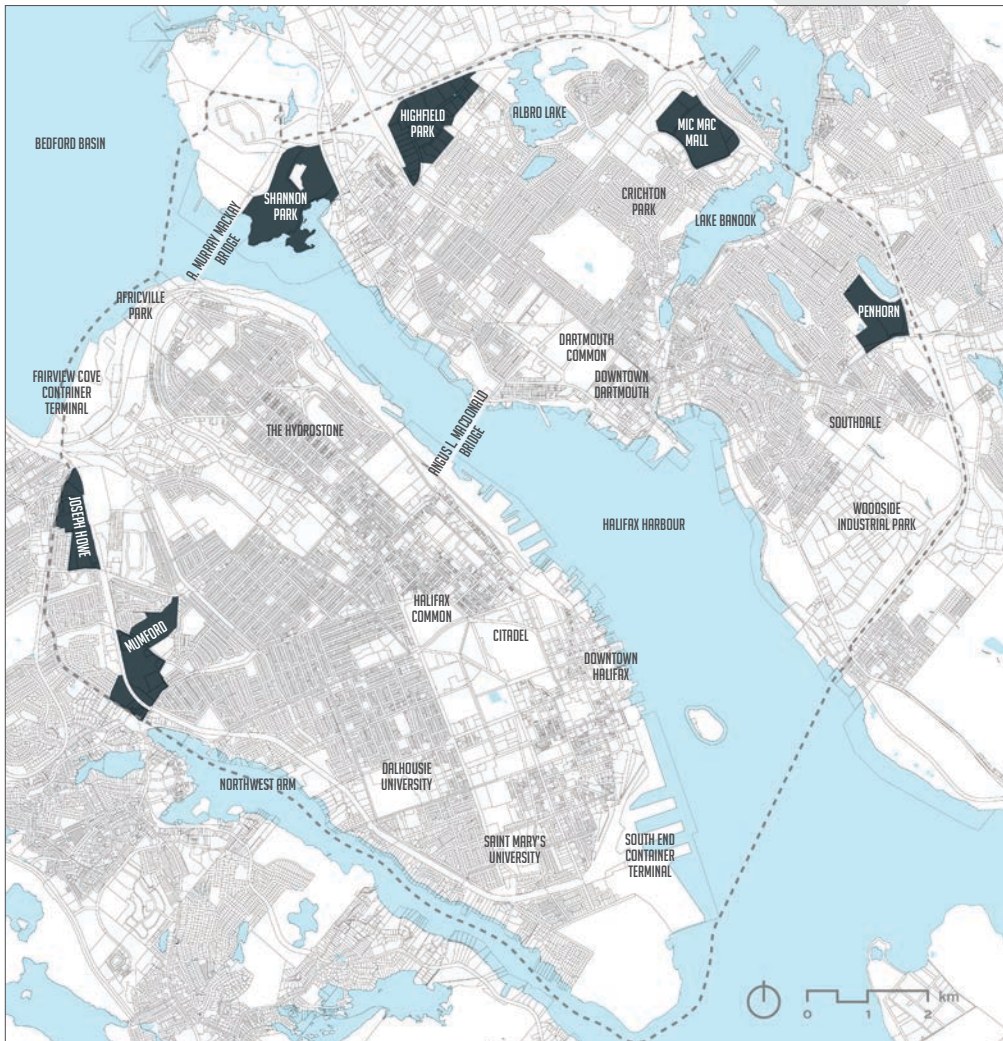 BEDFORD BASIN
HIGHFIELD
PARK
ALBRO LAKE
MIC MAC
MALL
SHANNON
PARK
CRICHTON
PARK
LAKE BANOOK
A. MURRAY MACKAY
BRIDGE
AFRICVILLE
PARK
PENHORN
DARTMOUTH
COMMON
DOWNTOWN
DARTMOUTH
FAIRVIEW COVE
CONTAINER
TERMINAL
THE HYDROSTONE
ANGUS L. MACDONALD
BRIDGE
SOUTHDALE
JOSEPH HOWE
HALIFAX HARBOUR
WOODSIDE
INDUSTRIAL PARK
HALIFAX
COMMON
MUMFORD
CITADEL
DOWNTOWN
HALIFAX
NORTHWEST ARM
DALHOUSIE
UNIVERSITY
SAINT MARY'S
UNIVERSITY
SOUTH END
CONTAINER
TERMINAL
km
0 1 2